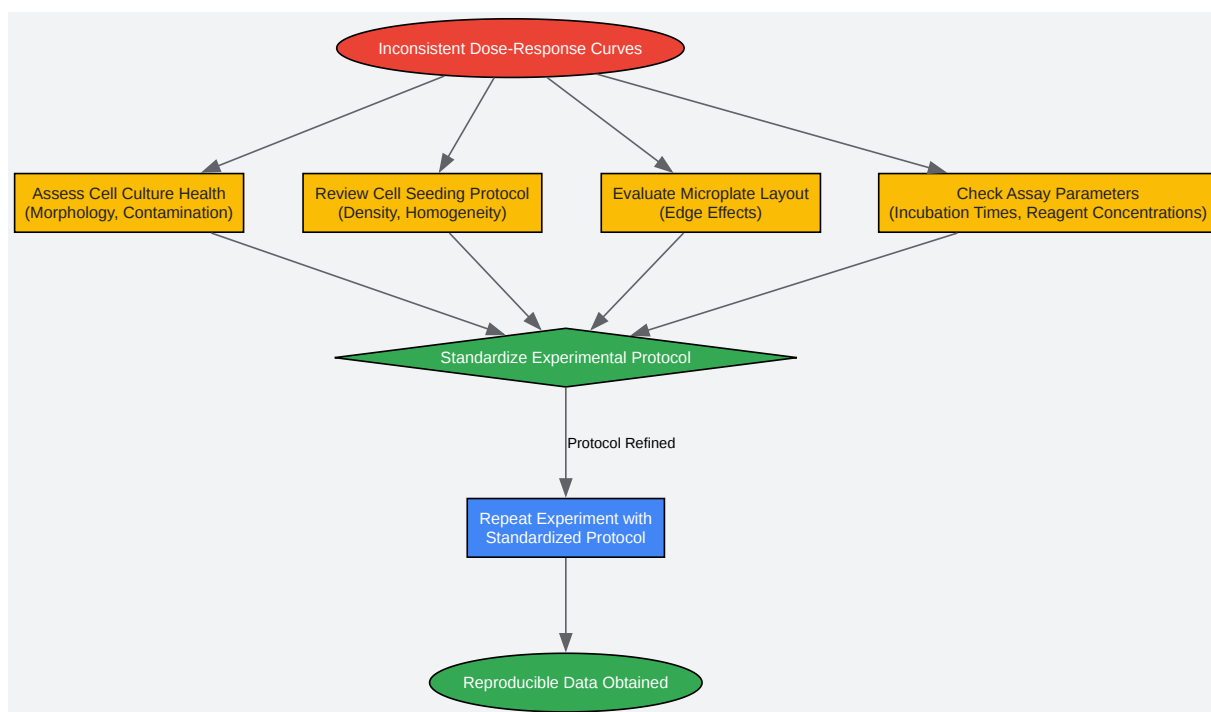 Inconsistent Dose-Response Curves
Assess Cell Culture Health
(Morphology, Contamination)
Review Cell Seeding Protocol
(Density, Homogeneity)
Evaluate Microplate Layout
(Edge Effects)
Check Assay Parameters
(Incubation Times, Reagent Concentrations)
Standardize Experimental Protocol
Protocol Refined
Repeat Experiment with
Standardized Protocol
Reproducible Data Obtained